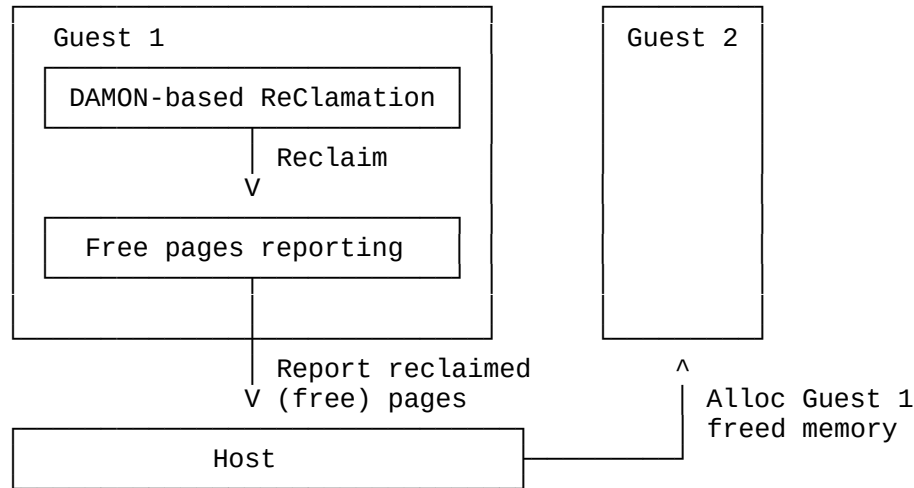 Guest 1
DAMON-based ReClamation
Reclaim
V
Free pages reporting
Report reclaimed
V (free) pages
Host
Guest 2
^
Alloc Guest 1
freed memory